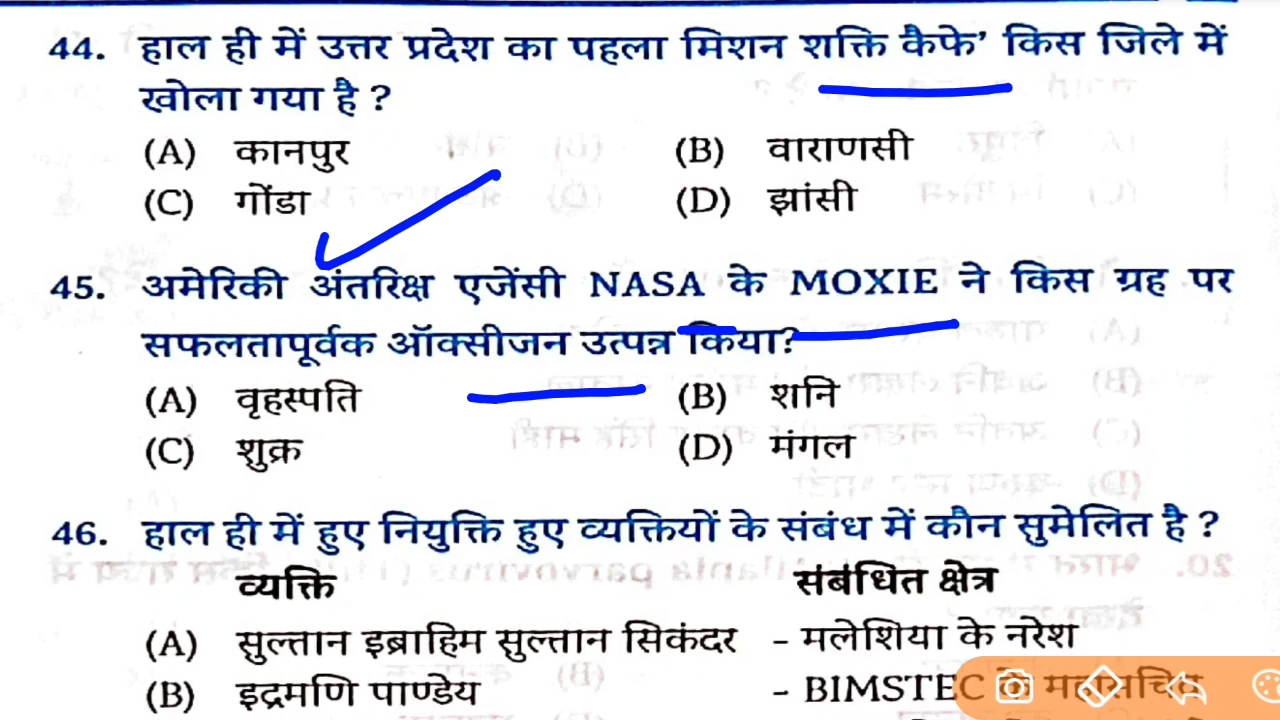 44. हाल ही में उत्तर प्रदेश का पहला मिशन शक्ति कैफे’ किस जिले में
खोला गया है ?
(A) कानपुर (B) वाराणसी
(C) गोंडा (D) झांसी
45. अमेरिकी अंतरिक्ष एजेंसी NASA के MOXIE ने किस ग्रह पर
सफलतापूर्वक ऑक्सीजन उत्पन्न किया?
(A) वृहस्पति (B) शनि
(C) शुक्र (D) मंगल
46. हाल ही में हुए नियुक्ति हुए व्यक्तियों के संबंध में कौन सुमेलित है ?
व्यक्ति संबंधित क्षेत्र
(A) सुल्तान इब्राहिम सुल्तान सिकंदर - मलेशिया के नरेश
(B) इद्रमणि पाण्डेय - BIMSTEC के